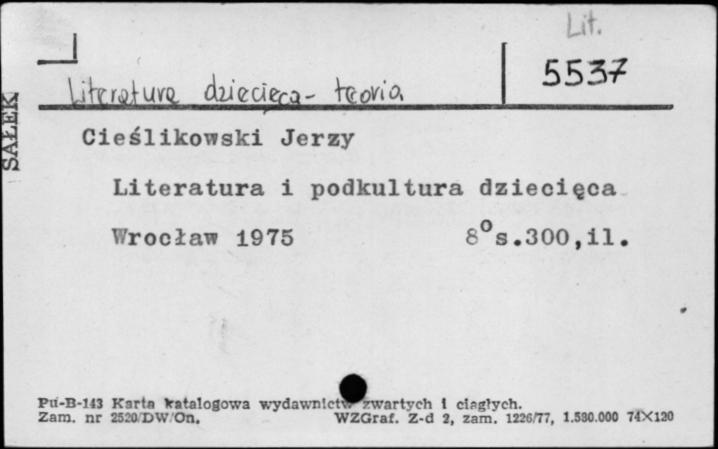 Lit.
5537
Literatura dziecięca - teoria
SAŁEK
Cieślikowski Jerzy
Literatura i podkultura dziecięca
Wrocław 1975 8°s.300,il.
Pu-B-143 Karta katalogowa wydawnictw zwartych i ciągłych.
Zam. nr 2520/DW/On. WZGraf. Z-d 2, zam. 1226/77, 1.580.000 74X120